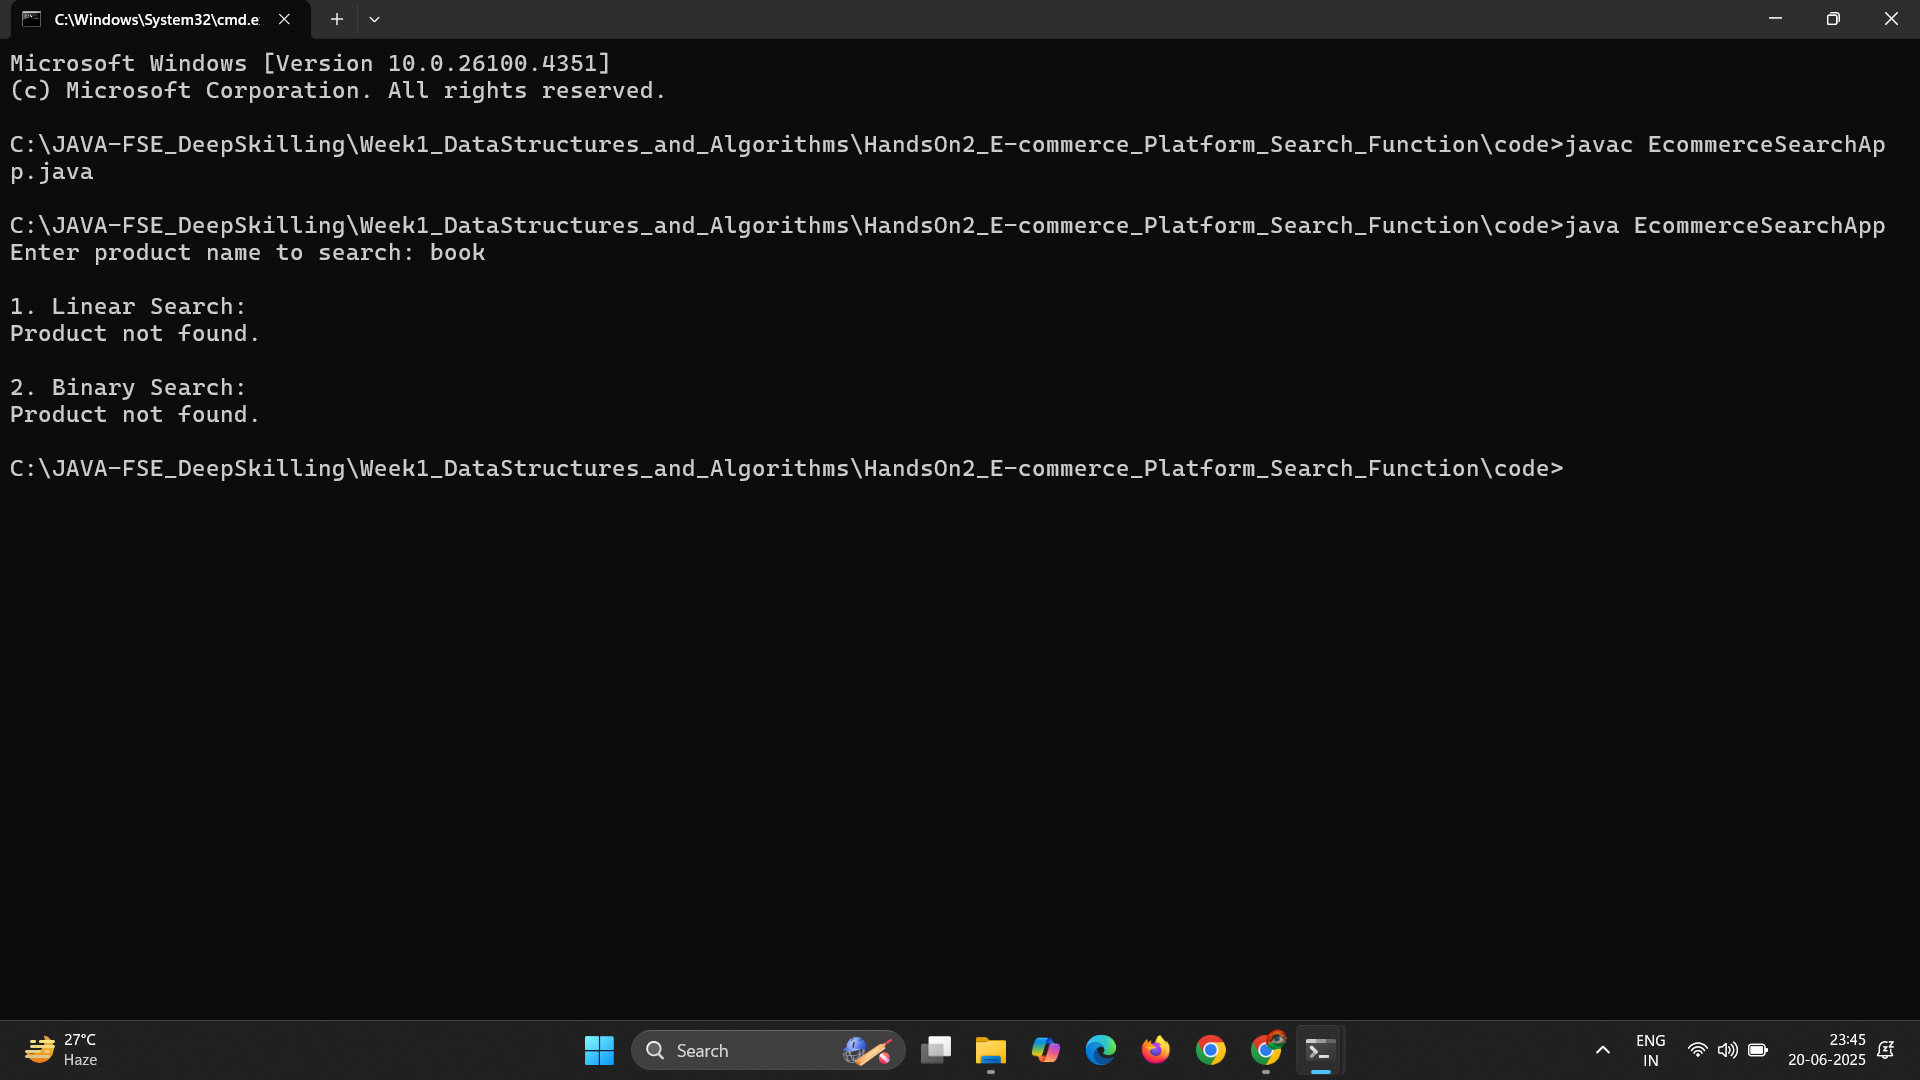 C:\Windows\System32\cmd.e
Microsoft Windows [Version 10.0.26100.4351]
(c) Microsoft Corporation. All rights reserved.
C:\JAVA-FSE_DeepSkilling\Week1_DataStructures_and_Algorithms\HandsOn2_E-commerce_Platform_Search_Function\code>javac EcommerceSearchAp
p.java
C:\JAVA-FSE_DeepSkilling\Week1_DataStructures_and_Algorithms\HandsOn2_E-commerce_Platform_Search_Function\code>java EcommerceSearchApp
Enter product name to search: book
1. Linear Search:
Product not found.
2. Binary Search:
Product not found.
C:\JAVA-FSE_DeepSkilling\Week1_DataStructures_and_Algorithms\HandsOn2_E-commerce_Platform_Search_Function\code>
27°C
Haze
Search
ENG
IN
23:45
20-06-2025